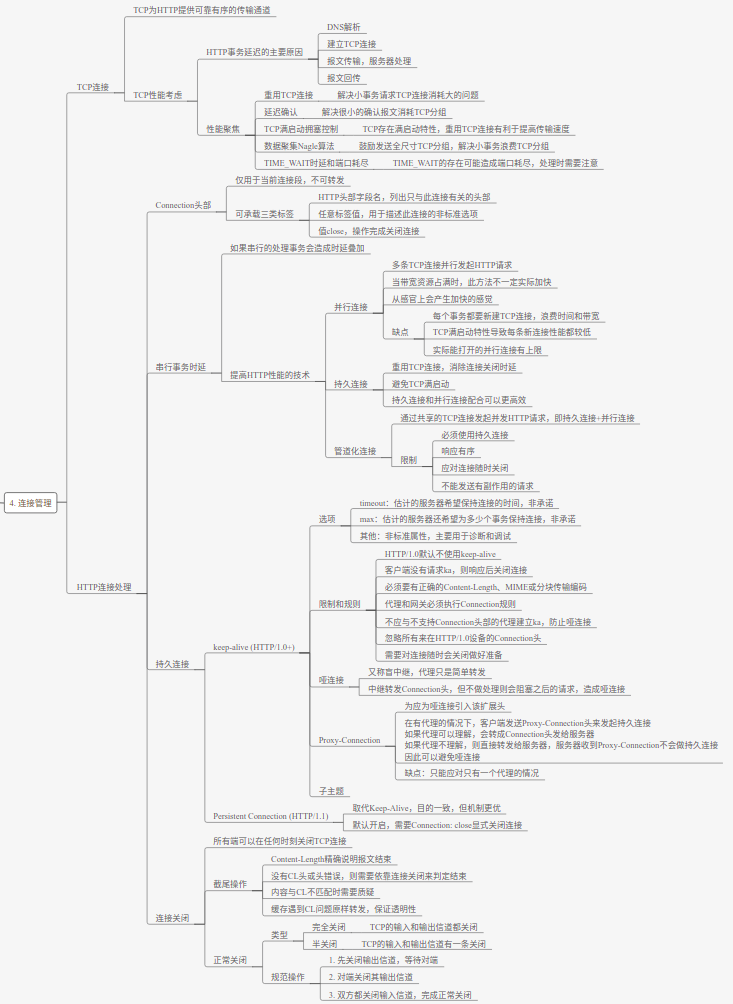 4. 连接管理
TCP连接
TCP为HTTP提供可靠有序的传输通道
TCP性能考虑
HTTP事务延迟的主要原因
DNS解析
建立TCP连接
报文传输，服务器处理
报文回传
性能聚焦
重用TCP连接
解决小事务请求TCP连接消耗大的问题
延迟确认
解决很小的确认报文消耗TCP分组
TCP满启动拥塞控制
TCP存在满启动特性，重用TCP连接有利于提高传输速度
数据聚集Nagle算法
鼓励发送全尺寸TCP分组，解决小事务浪费TCP分组
TIME_WAIT时延和端口耗尽
TIME_WAIT的存在可能造成端口耗尽，处理时需要注意
HTTP连接处理
Connection头部
仅用于当前连接段，不可转发
可承载三类标签
HTTP头部字段名，列出只与此连接有关的头部
任意标签值，用于描述此连接的非标准选项
值close，操作完成关闭连接
串行事务时延
如果串行的处理事务会造成时延叠加
提高HTTP性能的技术
并行连接
多条TCP连接并行发起HTTP请求
当带宽资源占满时，此方法不一定实际加快
从感官上会产生加快的感觉
缺点
每个事务都要新建TCP连接，浪费时间和带宽
TCP满启动特性导致每条新连接性能都较低
实际能打开的并行连接有上限
持久连接
重用TCP连接，消除连接关闭时延
避免TCP满启动
持久连接和并行连接配合可以更高效
管道化连接
通过共享的TCP连接发起并发HTTP请求，即持久连接+并行连接
限制
必须使用持久连接
响应有序
应对连接随时关闭
不能发送有副作用的请求
持久连接
keep-alive (HTTP/1.0+)
选项
timeout：估计的服务器希望保持连接的时间，非承诺
max：估计的服务器还希望为多少个事务保持连接，非承诺
其他：非标准属性，主要用于诊断和调试
限制和规则
HTTP/1.0默认不使用keep-alive
客户端没有请求ka，则响应后关闭连接
必须要有正确的Content-Length、MIME或分块传输编码
代理和网关必须执行Connection规则
不应与不支持Connection头部的代理建立ka，防止哑连接
忽略所有来在HTTP/1.0设备的Connection头
需要对连接随时会关闭做好准备
哑连接
又称盲中继，代理只是简单转发
中继转发Connection头，但不做处理则会阻塞之后的请求，造成哑连接
Proxy-Connection
为应为哑连接引入该扩展头
在有代理的情况下，客户端发送Proxy-Connection头来发起持久连接
如果代理可以理解，会转成Connection头发给服务器
如果代理不理解，则直接转发给服务器，服务器收到Proxy-Connection不会做持久连接
因此可以避免哑连接
缺点：只能应对只有一个代理的情况
子主题
Persistent Connection (HTTP/1.1)
取代Keep-Alive，目的一致，但机制更优
默认开启，需要Connection: close显式关闭连接
连接关闭
所有端可以在任何时刻关闭TCP连接
截尾操作
Content-Length精确说明报文结束
没有CL头或头错误，则需要依靠连接关闭来判定结束
内容与CL不匹配时需要质疑
缓存遇到CL问题原样转发，保证透明性
正常关闭
类型
完全关闭
TCP的输入和输出信道都关闭
半关闭
TCP的输入和输出信道有一条关闭
规范操作
1. 先关闭输出信道，等待对端
2. 对端关闭其输出信道
3. 双方都关闭输入信道，完成正常关闭